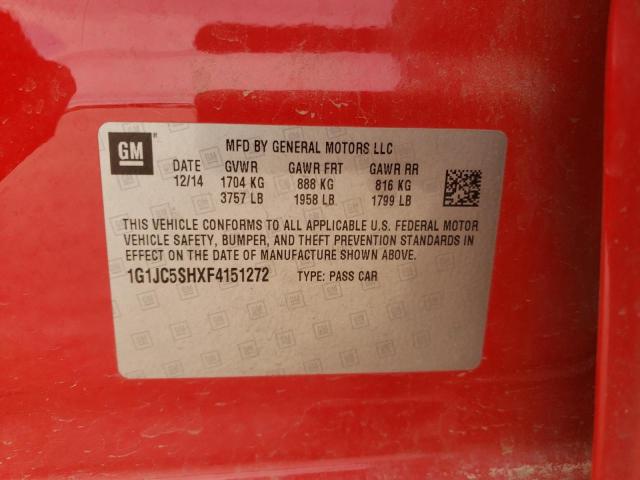 GM
MFD BY GENERAL MOTORS LLC
DATE GVWR GAWR FRT GAWR RR
12/14 1704 KG 888 KG 816 KG
3757 LB 1958 LB 1799 LB
THIS VEHICLE CONFORMS TO ALL APPLICABLE U.S. FEDERAL MOTOR
VEHICLE SAFETY, BUMPER, AND THEFT PREVENTION STANDARDS IN
EFFECT ON THE DATE OF MANUFACTURE SHOWN ABOVE.
1G1JC5SHXF4151272 TYPE: PASS CAR